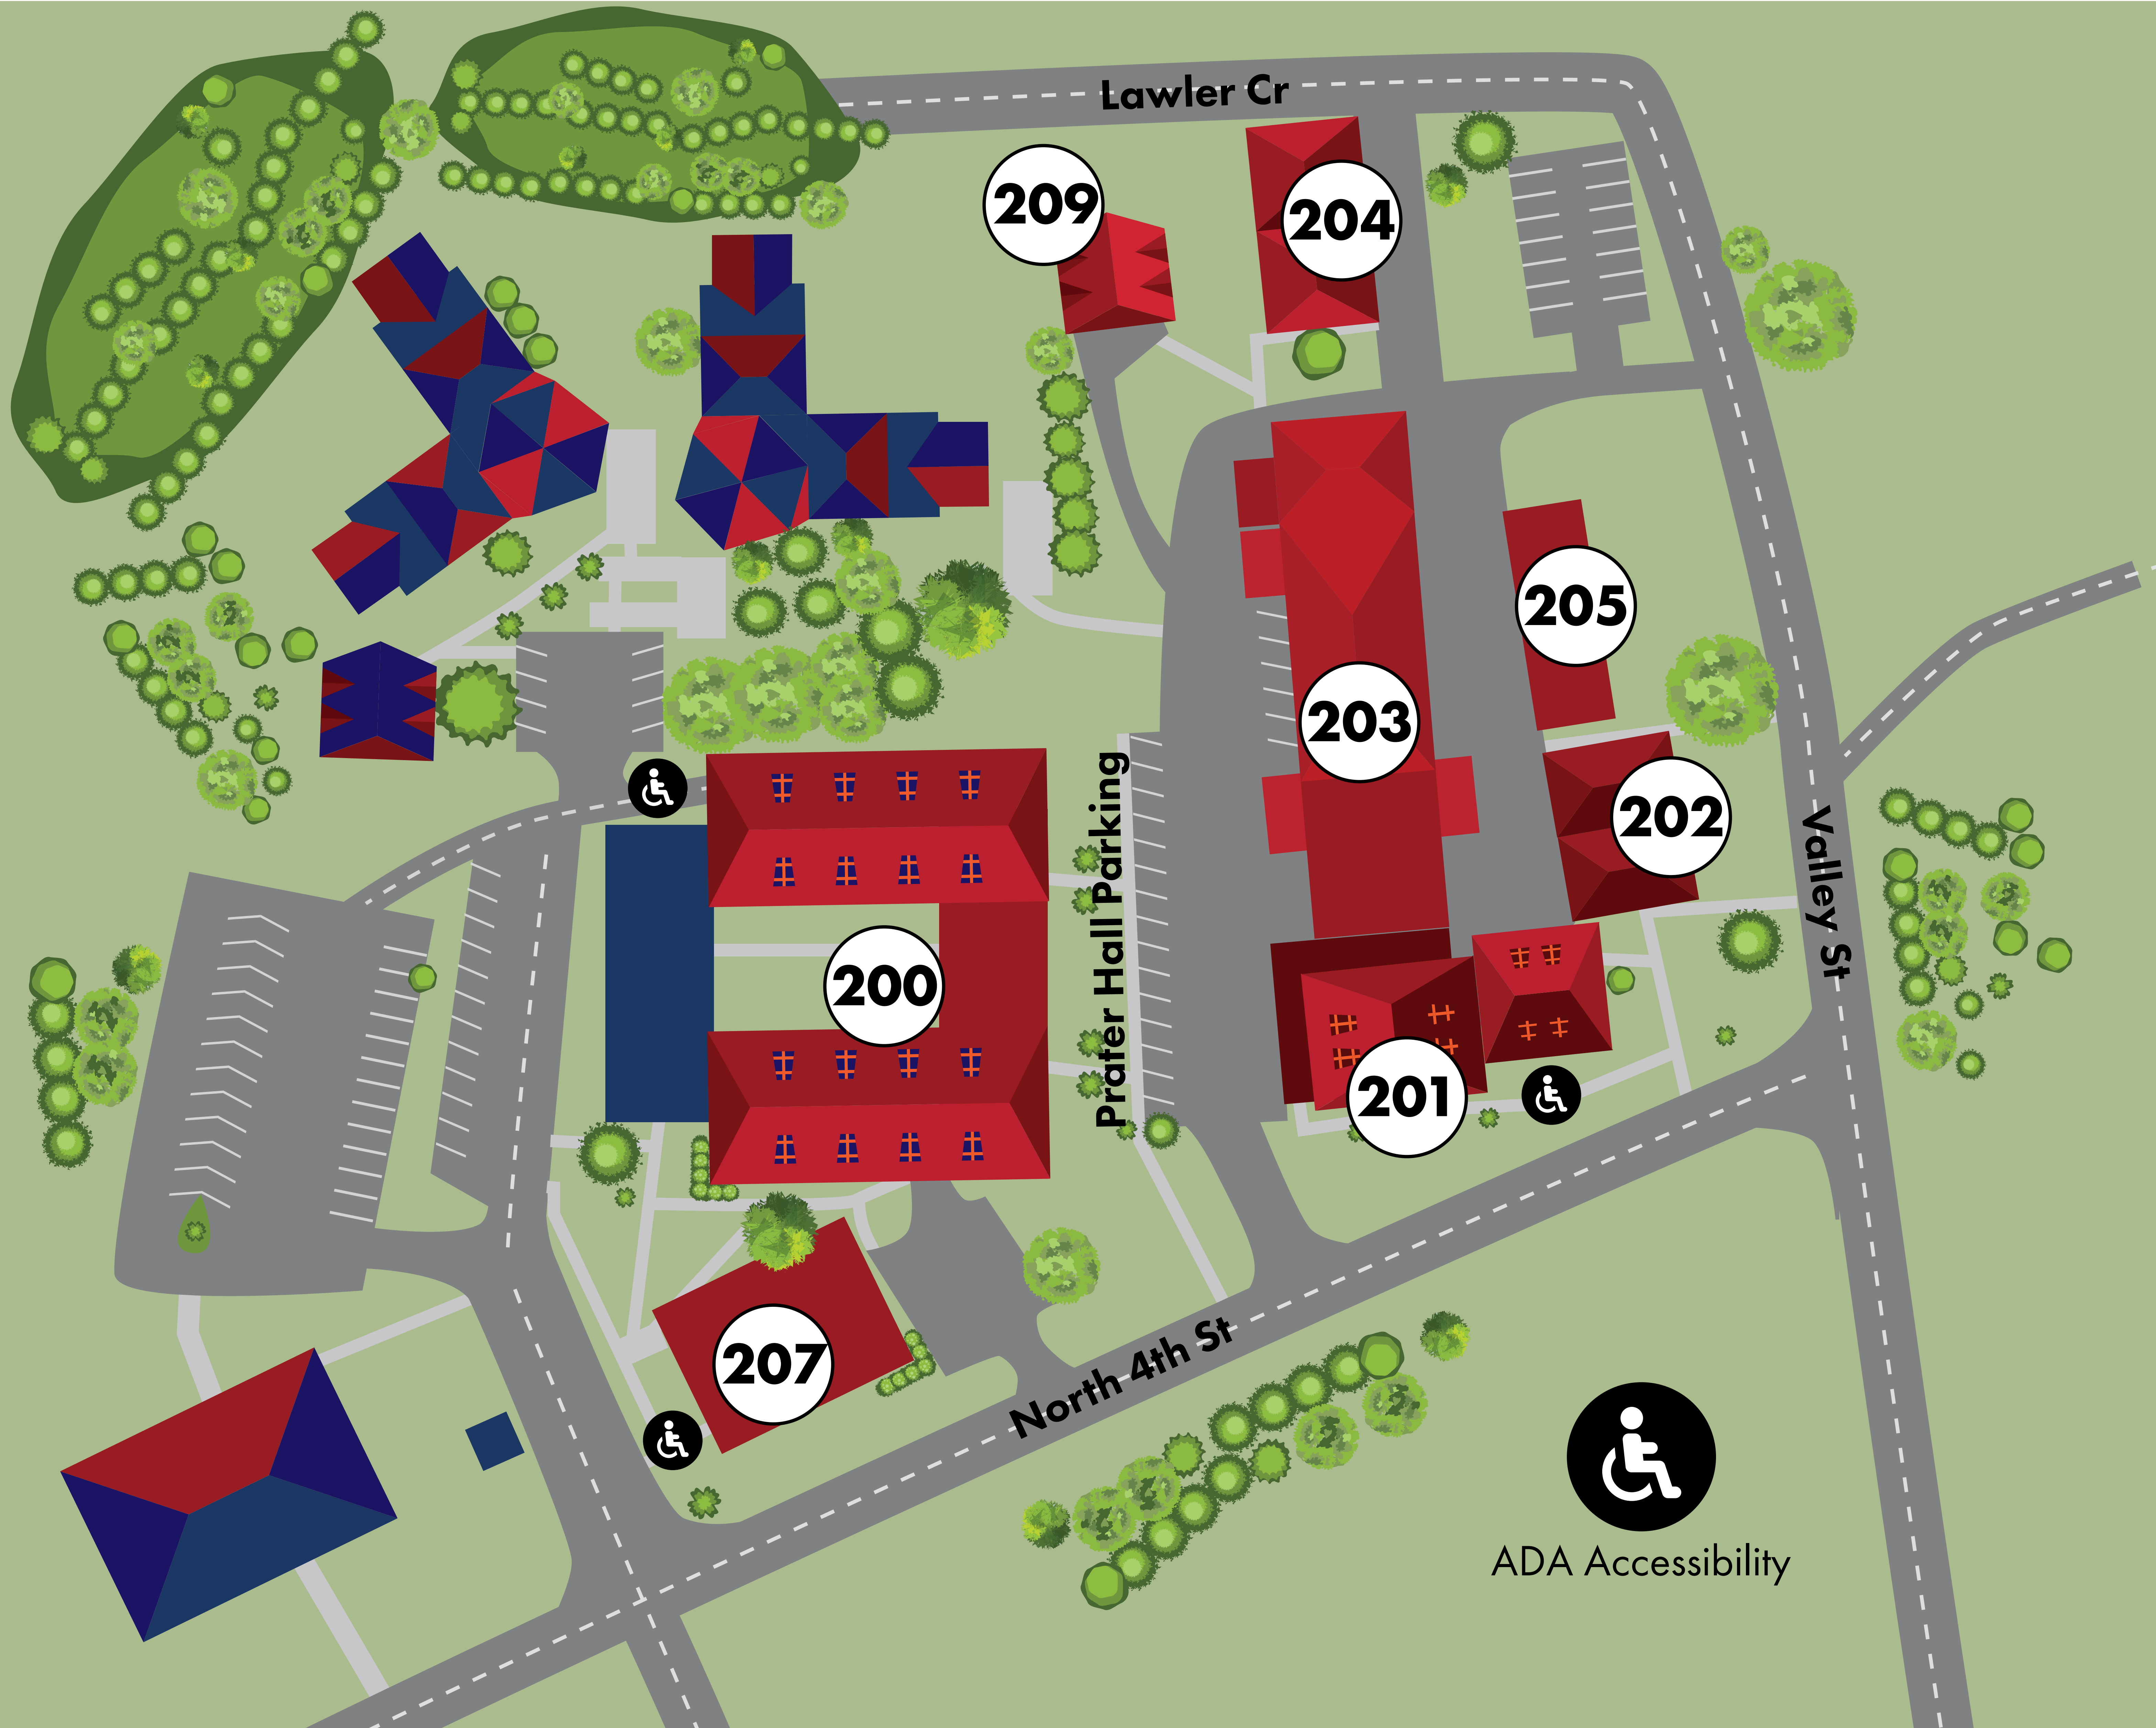 Lawler Cr
209
204
205
203
202
Prater Hall Parking
Valley St
200
201
207
North 4th St
ADA Accessibility